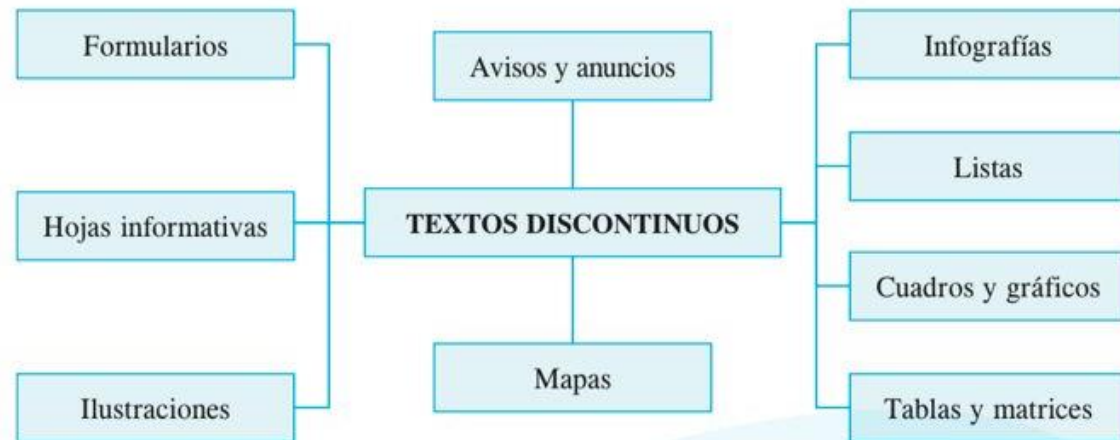 Formularios
Avisos y anuncios
Infografías
Listas
Hojas informativas
TEXTOS DISCONTINUOS
Cuadros y gráficos
Mapas
Ilustraciones
Tablas y matrices